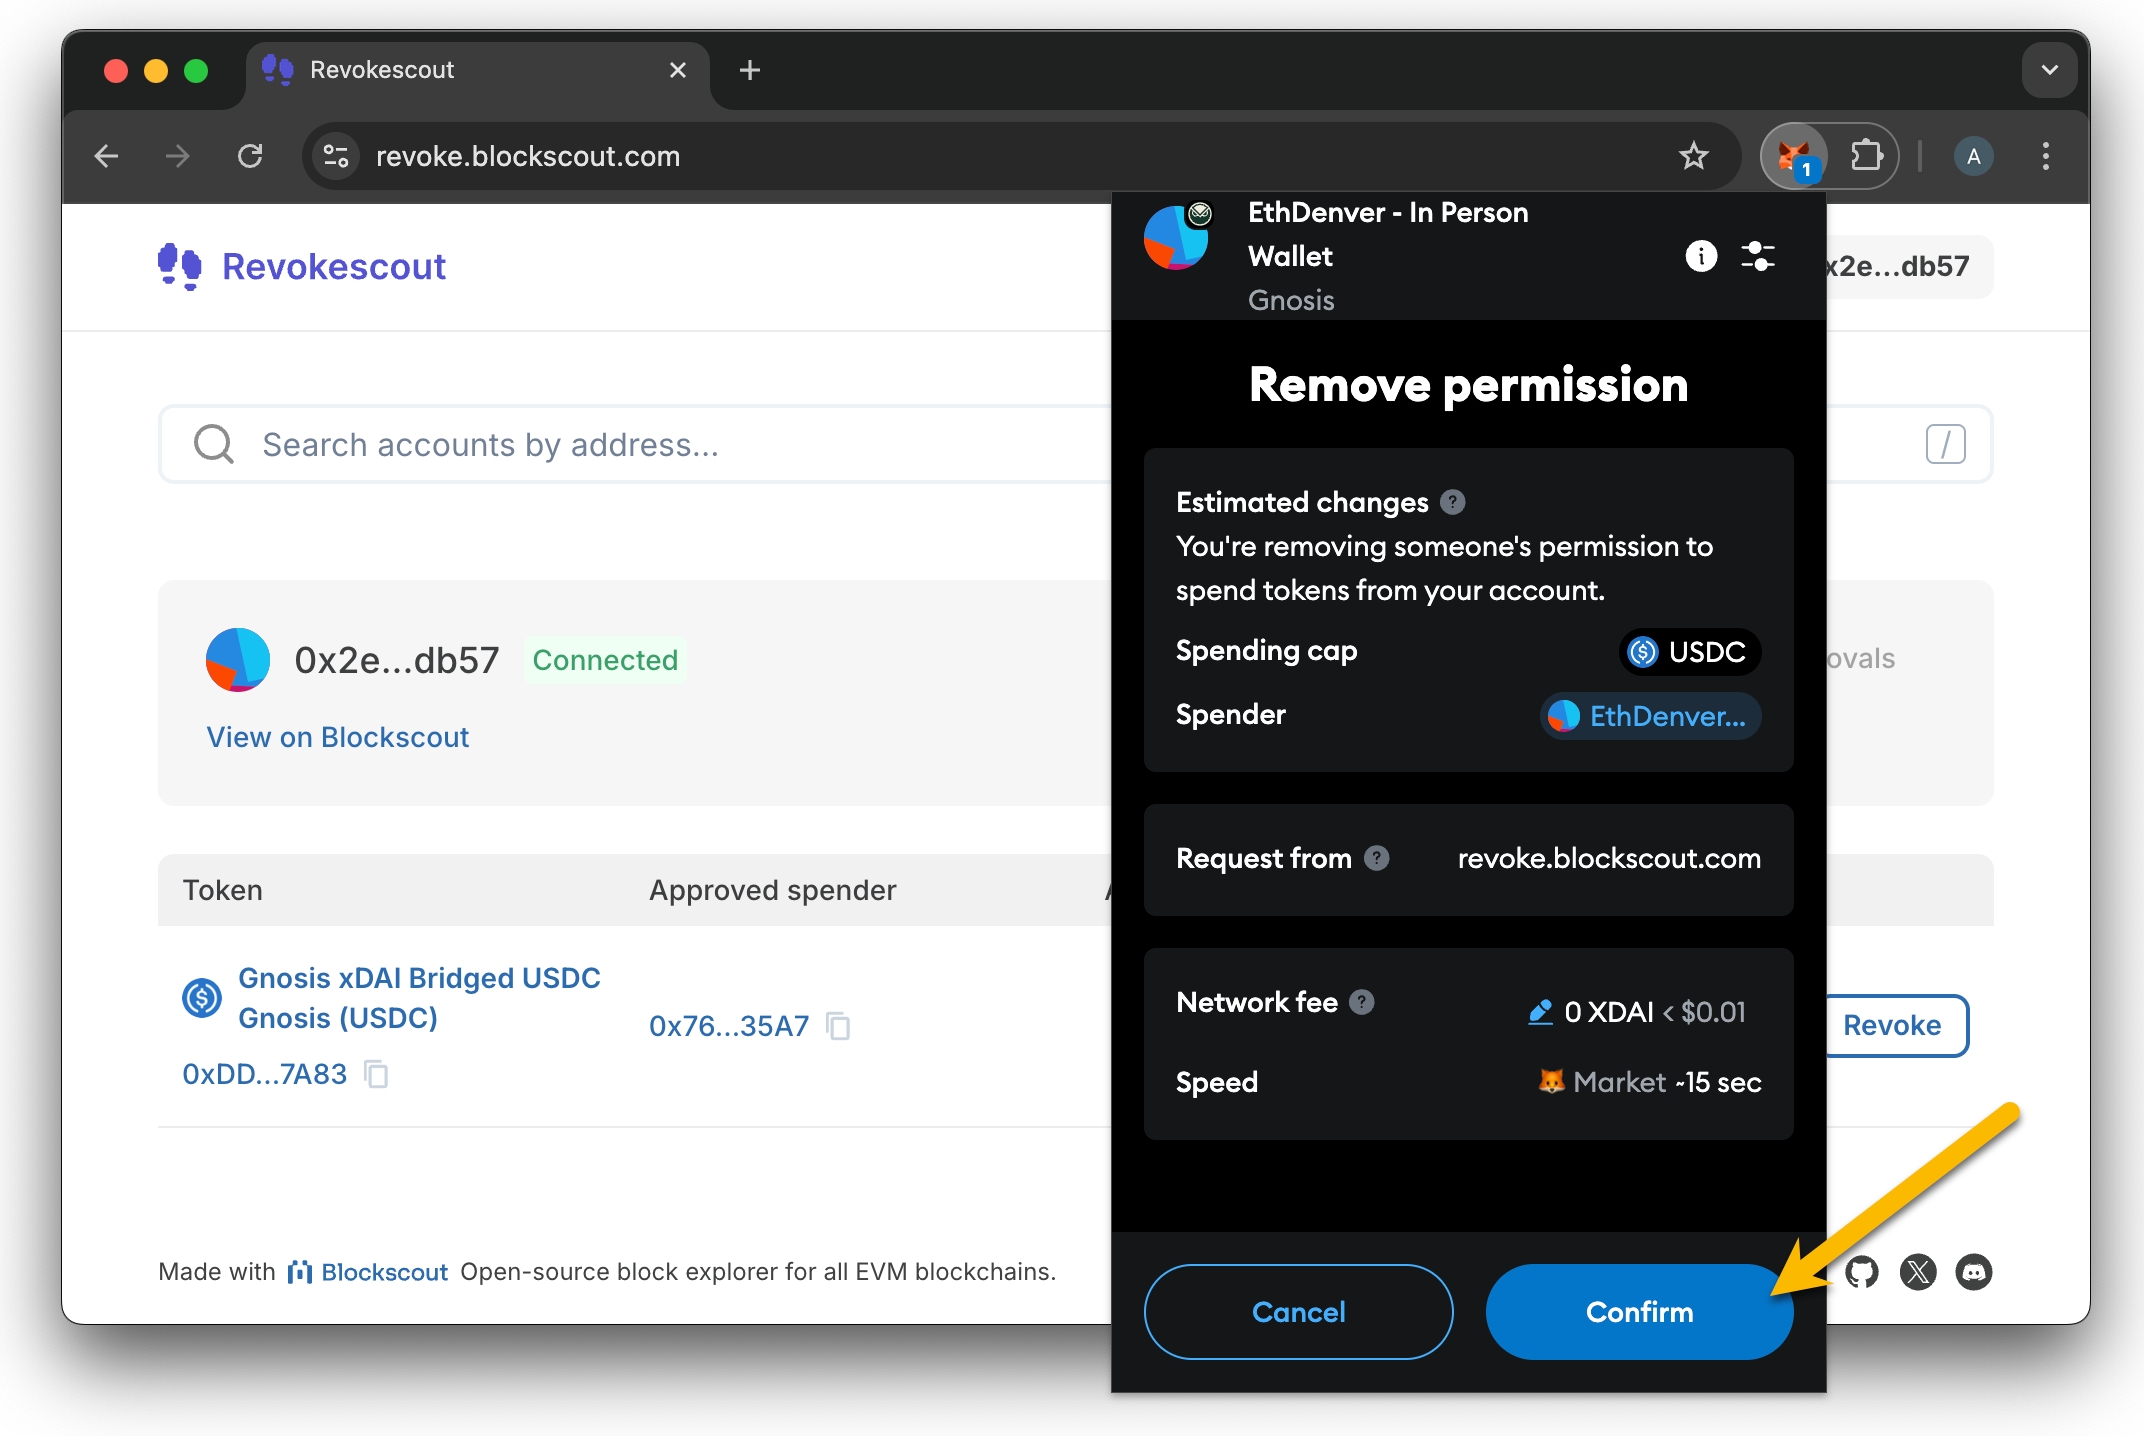 Revokescout
revoke.blockscout.com
1
A
Revokescout
x2e...db57
Search accounts by address...
/
0x2e...db57
Connected
View on Blockscout
ovals
Token
Approved spender
Gnosis xDAI Bridged USDC
Gnosis (USDC)
0xDD...7A83
0x76...35A7
Revoke
Made with Blockscout Open-source block explorer for all EVM blockchains.
EthDenver - In Person
Wallet
Gnosis
Remove permission
Estimated changes ?
You're removing someone's permission to
spend tokens from your account.
Spending cap USDC
Spender EthDenver...
Request from ? revoke.blockscout.com
Network fee ? 0 XDAI < $0.01
Speed Market ~15 sec
Cancel
Confirm